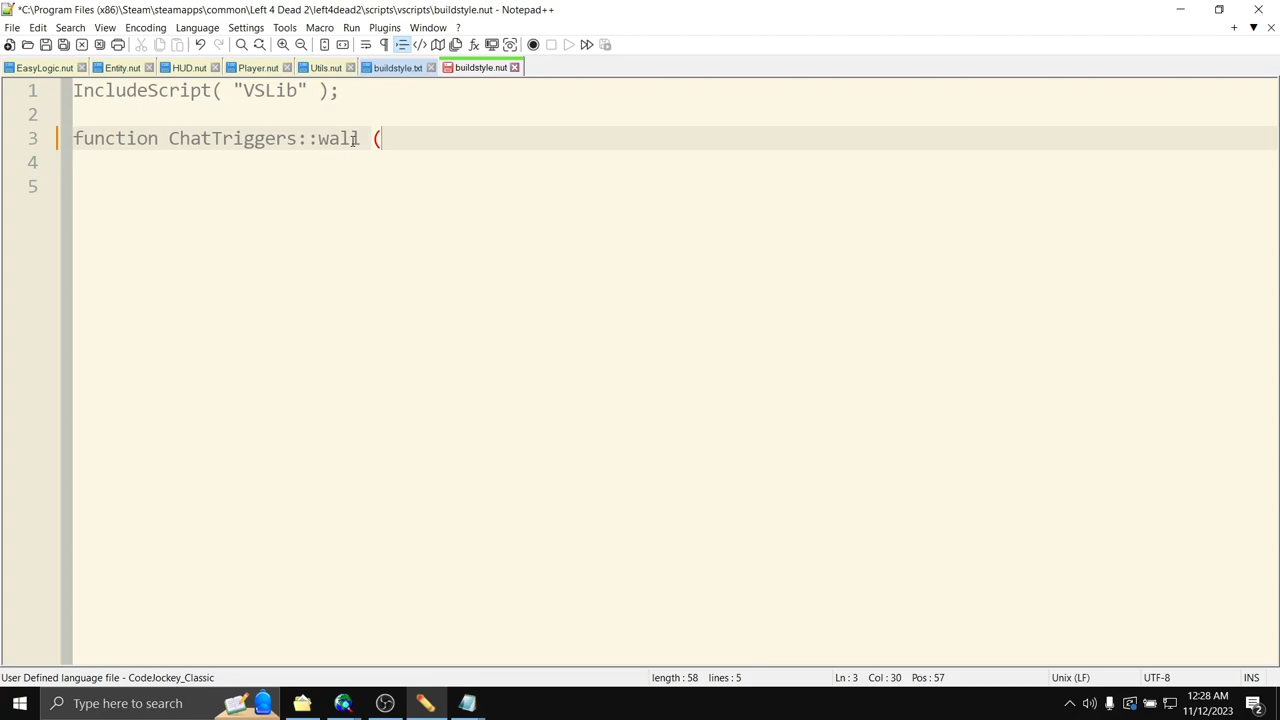 *C:\Program Files (x86)\Steam\steamapps\common\Left 4 Dead 2\left4dead2\scripts\vscripts\buildstyle.nut - Notepad++
File Edit Search View Encoding Language Settings Tools Macro Run Plugins Window ?
EasyLogic.nut Entity.nut HUD.nut Player.nut Utils.nut buildstyle.txt buildstyle.nut
1 IncludeScript( "VSLib" );
2
3 function ChatTriggers::wall (
4
5
User Defined language file - CodeJockey_Classic length : 58 lines : 5 Ln : 3 Col : 30 Pos : 57 Unix (LF) UTF-8 INS
Type here to search
12:28 AM
11/12/2023
2